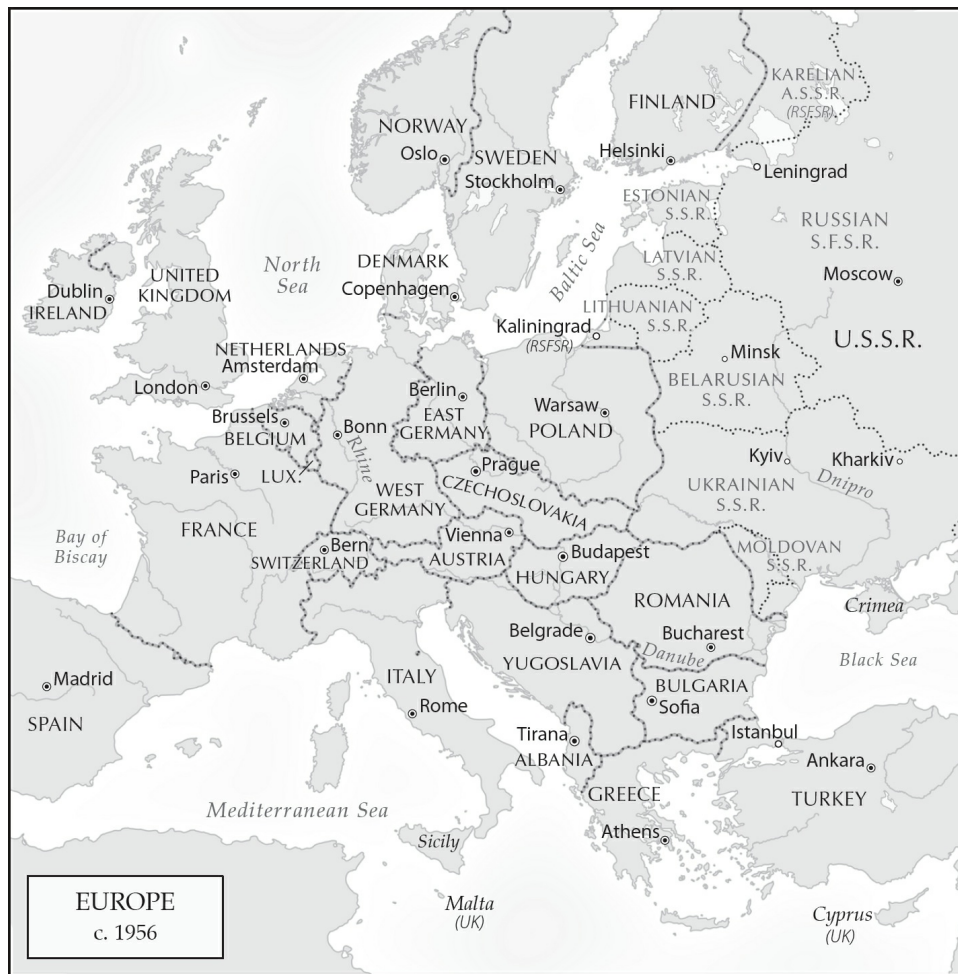 KARELIAN
A.S.S.R.
(RSFSR)
FINLAND
NORWAY
Oslo
SWEDEN
Stockholm
Helsinki
Leningrad
ESTONIAN
S.S.R.
RUSSIAN
S.F.S.R.
North
Sea
Baltic Sea
LATVIAN
S.S.R.
Moscow
DENMARK
Copenhagen
UNITED
KINGDOM
Dublin
IRELAND
LITHUANIAN
S.S.R.
Kaliningrad
(RSFSR)
U.S.S.R.
Minsk
BELARUSIAN
S.S.R.
NETHERLANDS
Amsterdam
London
Berlin
EAST
GERMANY
Warsaw
POLAND
Brussels
BELGIUM
Bonn
Rhine
LUX.
Paris
Prague
CZECHOSLOVAKIA
Kyiv
Kharkiv
Dnipro
UKRAINIAN
S.S.R.
WEST
GERMANY
FRANCE
Bay of
Biscay
Bern
SWITZERLAND
Vienna
AUSTRIA
Budapest
HUNGARY
MOLDOVAN
S.S.R.
ROMANIA
Crimea
Belgrade
YUGOSLAVIA
Bucharest
Danube
Black Sea
Madrid
SPAIN
ITALY
Rome
BULGARIA
Sofia
Tirana
ALBANIA
Istanbul
Ankara
TURKEY
GREECE
Athens
Mediterranean Sea
Sicily
Malta
(UK)
Cyprus
(UK)
EUROPE
c. 1956